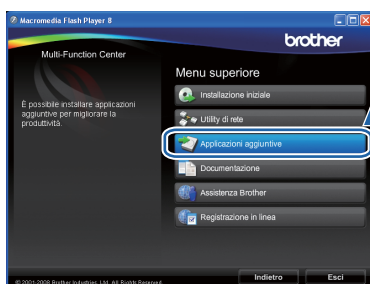 Macromedia Flash Player 8
brother
Multi-Function Center
Menu superiore
È possibile installare applicazioni
aggiuntive per migliorare la
produttività.
Installazione iniziale
Utility di rete
Applicazioni aggiuntive
Documentazione
Assistenza Brother
Registrazione in linea
Indietro
Esci
© 2001-2008 Brother Industries, Ltd. All Rights Reserved.